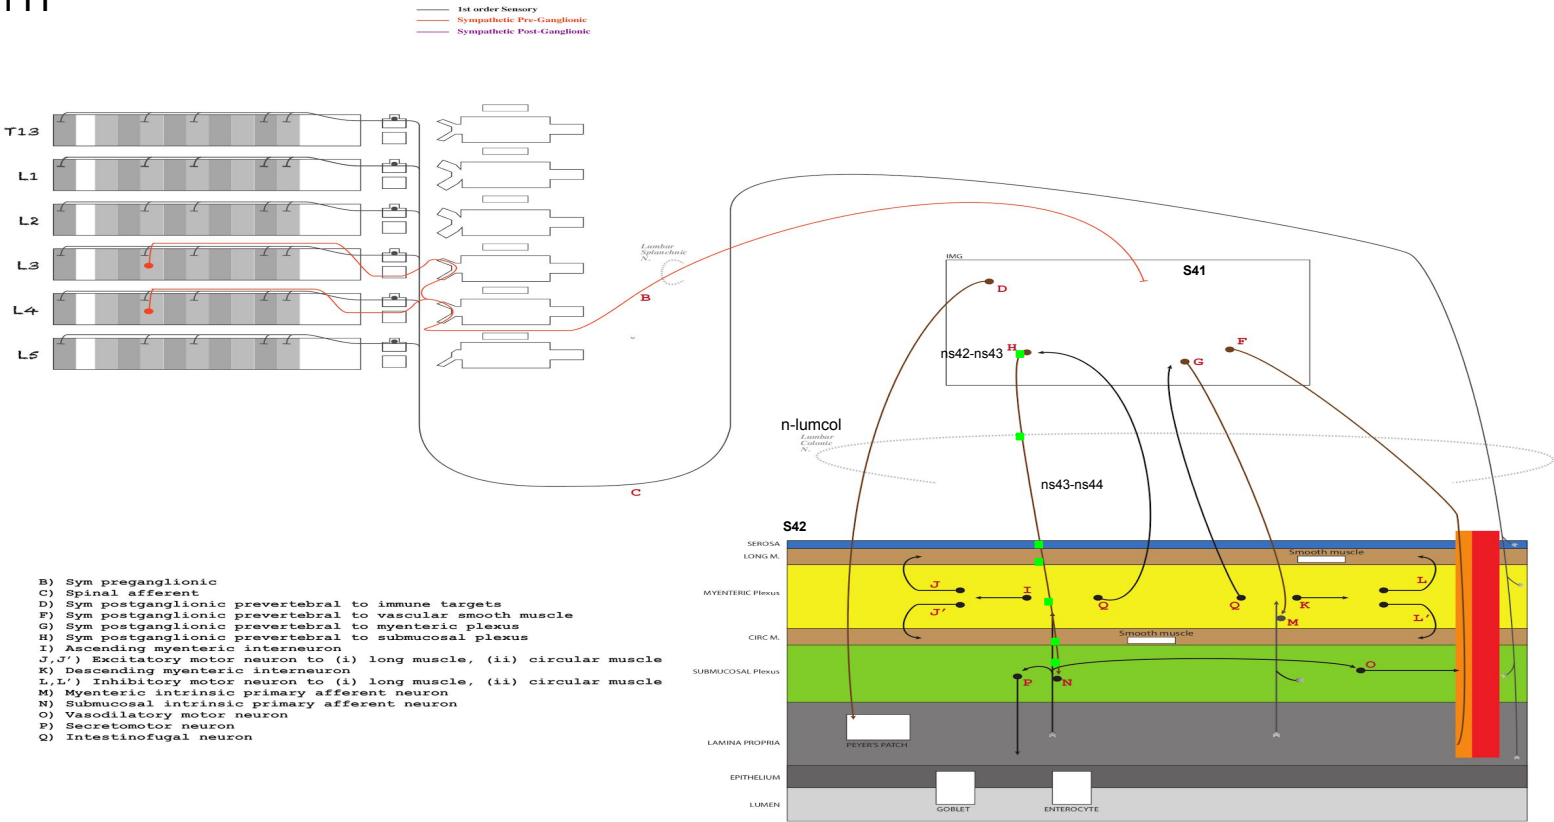 1st order Sensory
Sympathetic Pre-Ganglionic
Sympathetic Post-Ganglionic
T13
L1
L2
L3
L4
L5
Lumbar
Splanchnic
N.
B
C
IMG
S41
D
H
ns42-ns43
F
G
n-lumcol
Lumbar
Colonic
N.
ns43-ns44
S42
SEROSA
LONG M.
Smooth muscle
MYENTERIC Plexus
J
J'
I
Q
Q
K
M
L
L'
CIRC M.
Smooth muscle
SUBMUCOSAL Plexus
P
N
O
LAMINA PROPRIA
PEYER'S PATCH
EPITHELIUM
GOBLET
ENTEROCYTE
LUMEN
B) Sym preganglionic
C) Spinal afferent
D) Sym postganglionic prevertebral to immune targets
F) Sym postganglionic prevertebral to vascular smooth muscle
G) Sym postganglionic prevertebral to myenteric plexus
H) Sym postganglionic prevertebral to submucosal plexus
I) Ascending myenteric interneuron
J,J') Excitatory motor neuron to (i) long muscle, (ii) circular muscle
K) Descending myenteric interneuron
L,L') Inhibitory motor neuron to (i) long muscle, (ii) circular muscle
M) Myenteric intrinsic primary afferent neuron
N) Submucosal intrinsic primary afferent neuron
O) Vasodilatory motor neuron
P) Secretomotor neuron
Q) Intestinofugal neuron